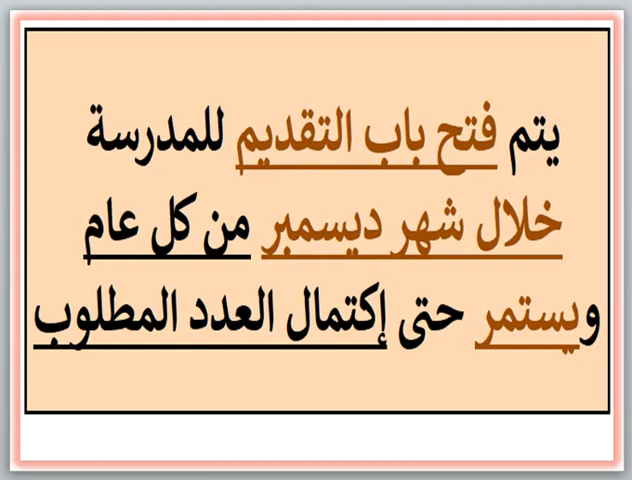 يتم فتح باب التقديم للمدرسة
خلال شهر ديسمبر من كل عام
ويستمر حتى إكتمال العدد المطلوب